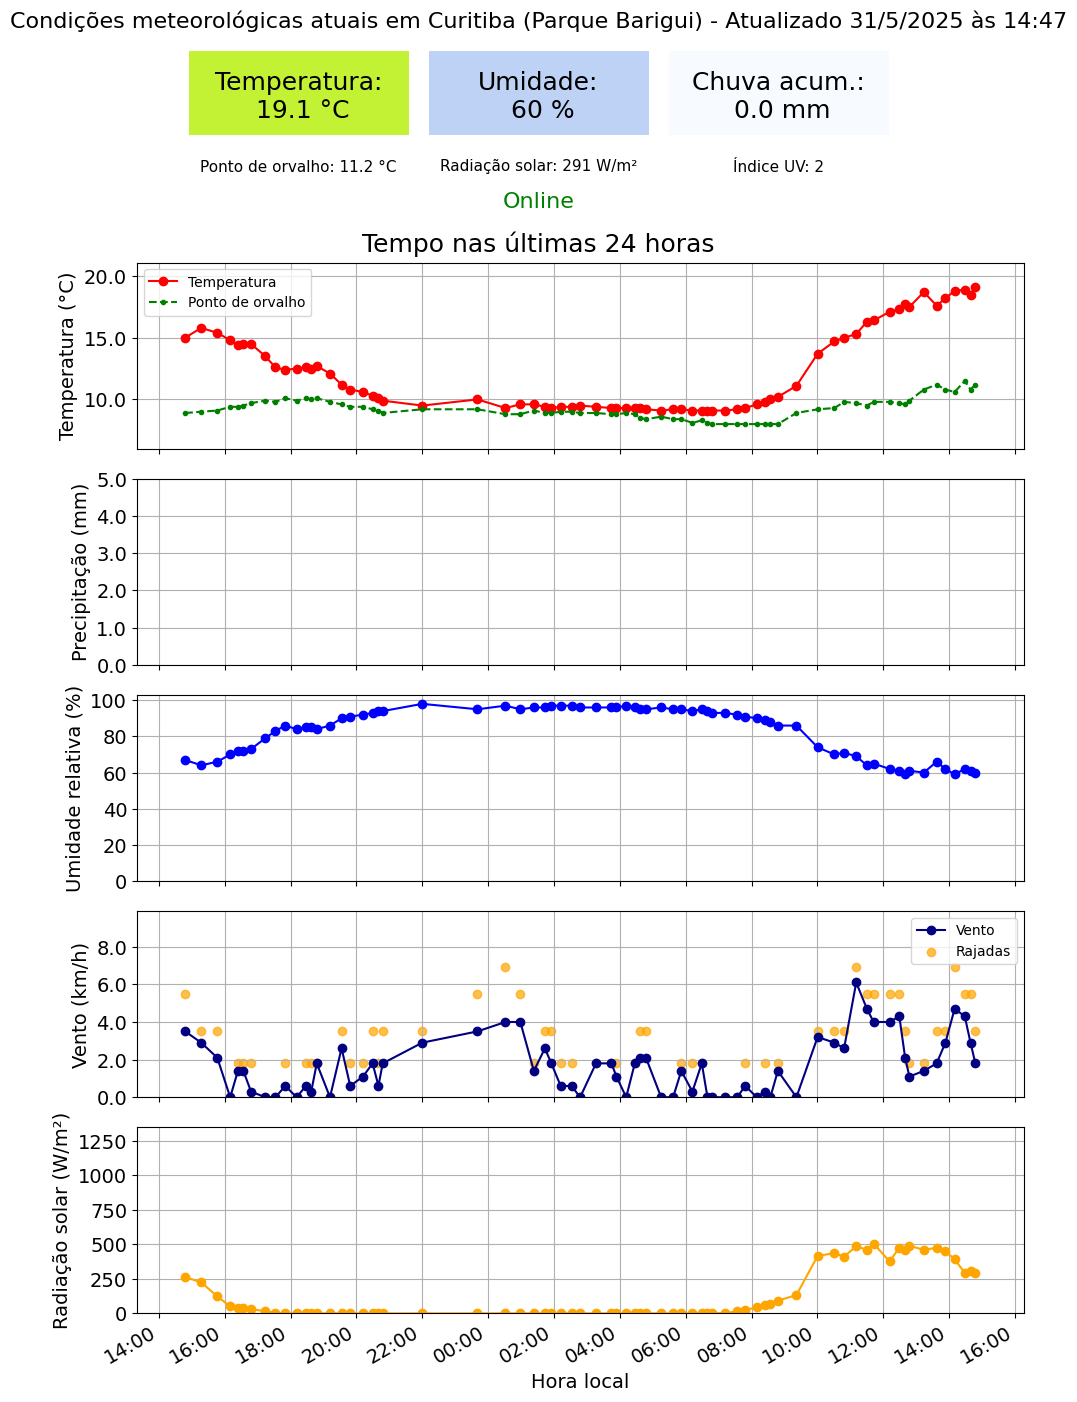 Condições meteorológicas atuais em Curitiba (Parque Barigui) - Atualizado 31/5/2025 às 14:47
Temperatura:
19.1 °C
Umidade:
60 %
Chuva acum.:
0.0 mm
Ponto de orvalho: 11.2 °C
Radiação solar: 291 W/m²
Índice UV: 2
Online
Tempo nas últimas 24 horas
Temperatura (°C)
20.0
15.0
10.0
Temperatura
Ponto de orvalho
Precipitação (mm)
5.0
4.0
3.0
2.0
1.0
0.0
Umidade relativa (%)
100
80
60
40
20
0
Vento (km/h)
8.0
6.0
4.0
2.0
0.0
Vento
Rajadas
Radiação solar (W/m²)
1250
1000
750
500
250
0
14:00
16:00
18:00
20:00
22:00
00:00
02:00
04:00
06:00
08:00
10:00
12:00
14:00
16:00
Hora local